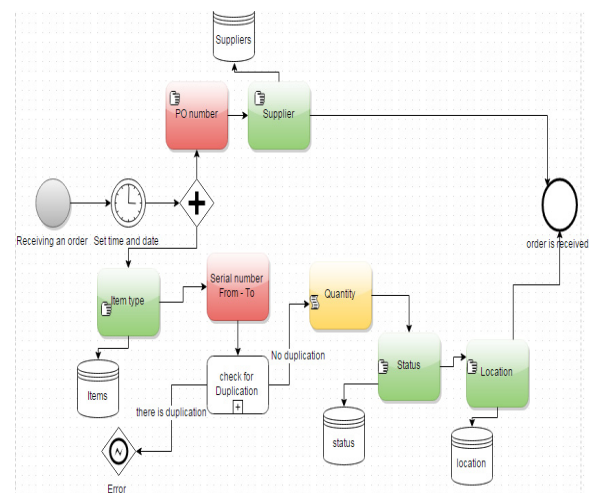 Suppliers
PO number
Supplier
Receiving an order
Set time and date
order is received
Item type
Serial number
From - To
Quantity
No duplication
Status
Location
check for
Duplication
Items
there is duplication
status
location
Error